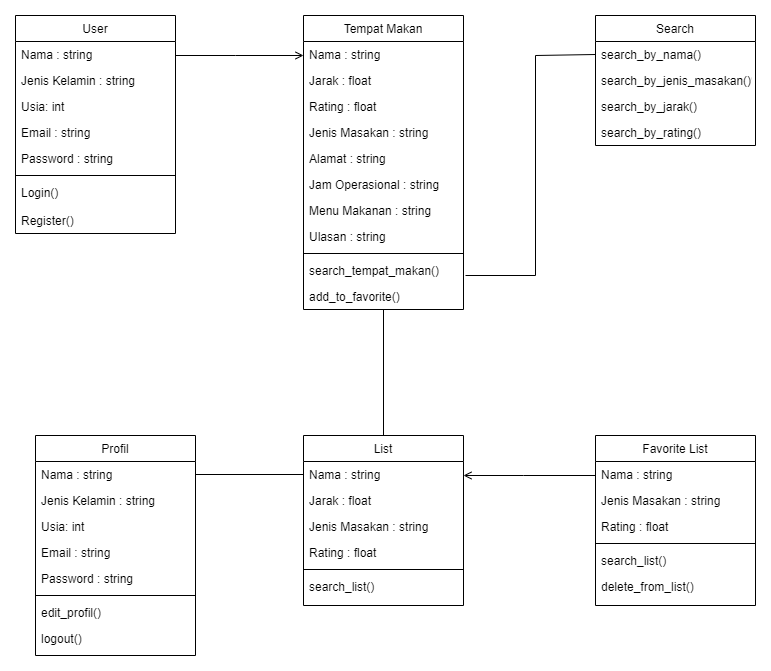 User
Nama : string
Jenis Kelamin : string
Usia: int
Email : string
Password : string
Login()
Register()
Tempat Makan
Nama : string
Jarak : float
Rating : float
Jenis Masakan : string
Alamat : string
Jam Operasional : string
Menu Makanan : string
Ulasan : string
search_tempat_makan()
add_to_favorite()
Search
search_by_nama()
search_by_jenis_masakan()
search_by_jarak()
search_by_rating()
Profil
Nama : string
Jenis Kelamin : string
Usia: int
Email : string
Password : string
edit_profil()
logout()
List
Nama : string
Jarak : float
Jenis Masakan : string
Rating : float
search_list()
Favorite List
Nama : string
Jenis Masakan : string
Rating : float
search_list()
delete_from_list()